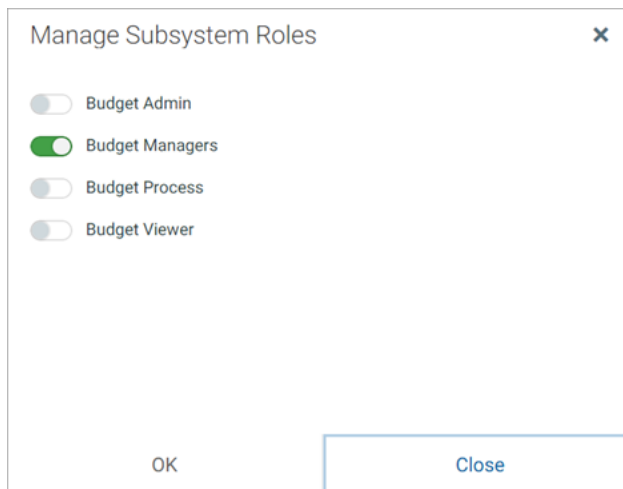 Manage Subsystem Roles
Budget Admin
Budget Managers
Budget Process
Budget Viewer
OK
Close